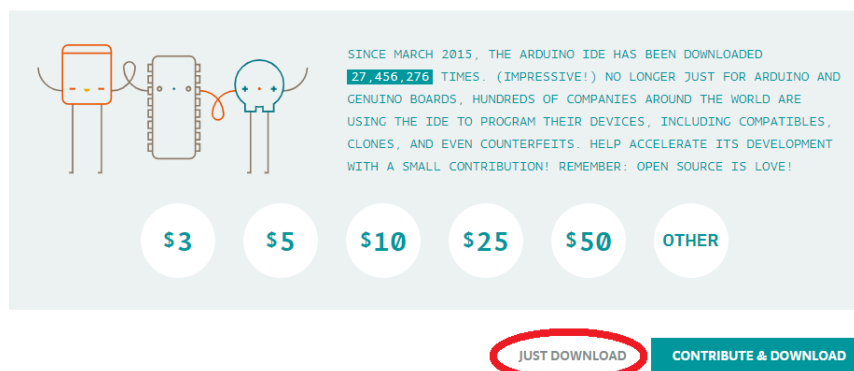 SINCE MARCH 2015, THE ARDUINO IDE HAS BEEN DOWNLOADED
27,456,276 TIMES. (IMPRESSIVE!) NO LONGER JUST FOR ARDUINO AND
GENUINO BOARDS, HUNDREDS OF COMPANIES AROUND THE WORLD ARE
USING THE IDE TO PROGRAM THEIR DEVICES, INCLUDING COMPATIBLES,
CLONES, AND EVEN COUNTERFEITS. HELP ACCELERATE ITS DEVELOPMENT
WITH A SMALL CONTRIBUTION! REMEMBER: OPEN SOURCE IS LOVE!
$3 $5 $10 $25 $50 OTHER
JUST DOWNLOAD CONTRIBUTE & DOWNLOAD